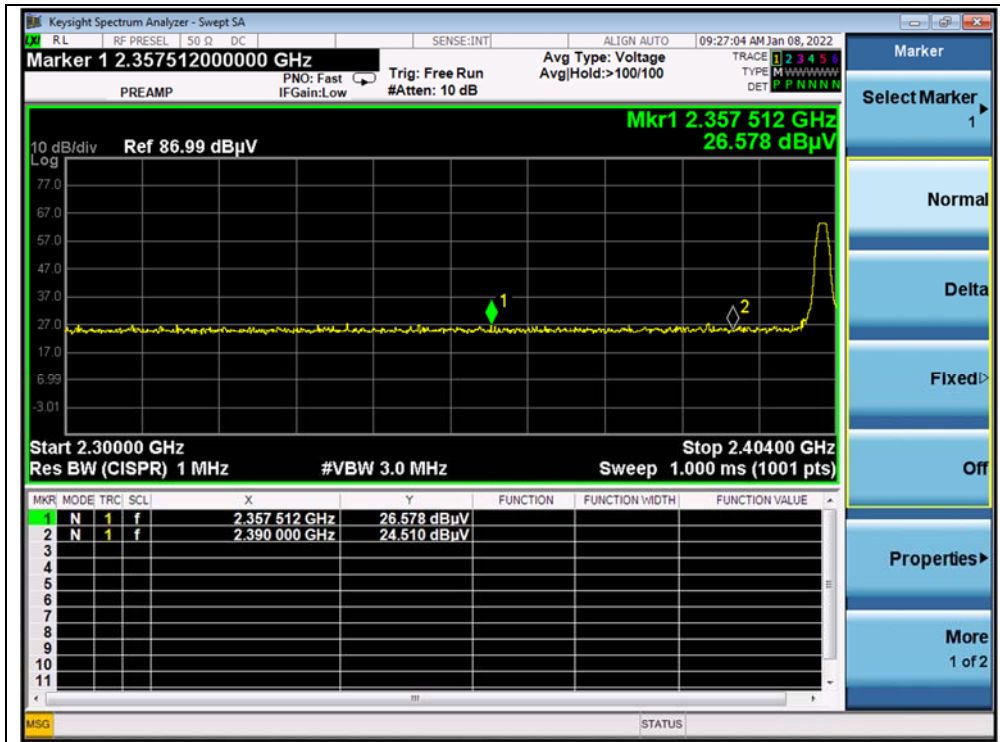 Keysight Spectrum Analyzer - Swept SA
LXI RL RF PRESEL 50 Ω DC SENSE:INT ALIGN AUTO 09:27:04 AM Jan 08, 2022
Marker 1 2.357512000000 GHz
PREAMP
PNO: Fast
IFGain:Low
Trig: Free Run
#Atten: 10 dB
Avg Type: Voltage
Avg|Hold:>100/100
TRACE 1 2 3 4 5 6
TYPE M W W W W W
DET P P N N N N
Mkr1 2.357 512 GHz
26.578 dBµV
10 dB/div Ref 86.99 dBµV
Log
77.0
67.0
57.0
47.0
37.0
27.0
17.0
6.99
-3.01
1
2
Start 2.30000 GHz Stop 2.40400 GHz
Res BW (CISPR) 1 MHz #VBW 3.0 MHz Sweep 1.000 ms (1001 pts)
MKR MODE TRC SCL X Y FUNCTION FUNCTION WIDTH FUNCTION VALUE
1 N 1 f 2.357 512 GHz 26.578 dBµV
2 N 1 f 2.390 000 GHz 24.510 dBµV
3
4
5
6
7
8
9
10
11
MSG STATUS
Marker
Select Marker
1
Normal
Delta
Fixed
Off
Properties
More
1 of 2